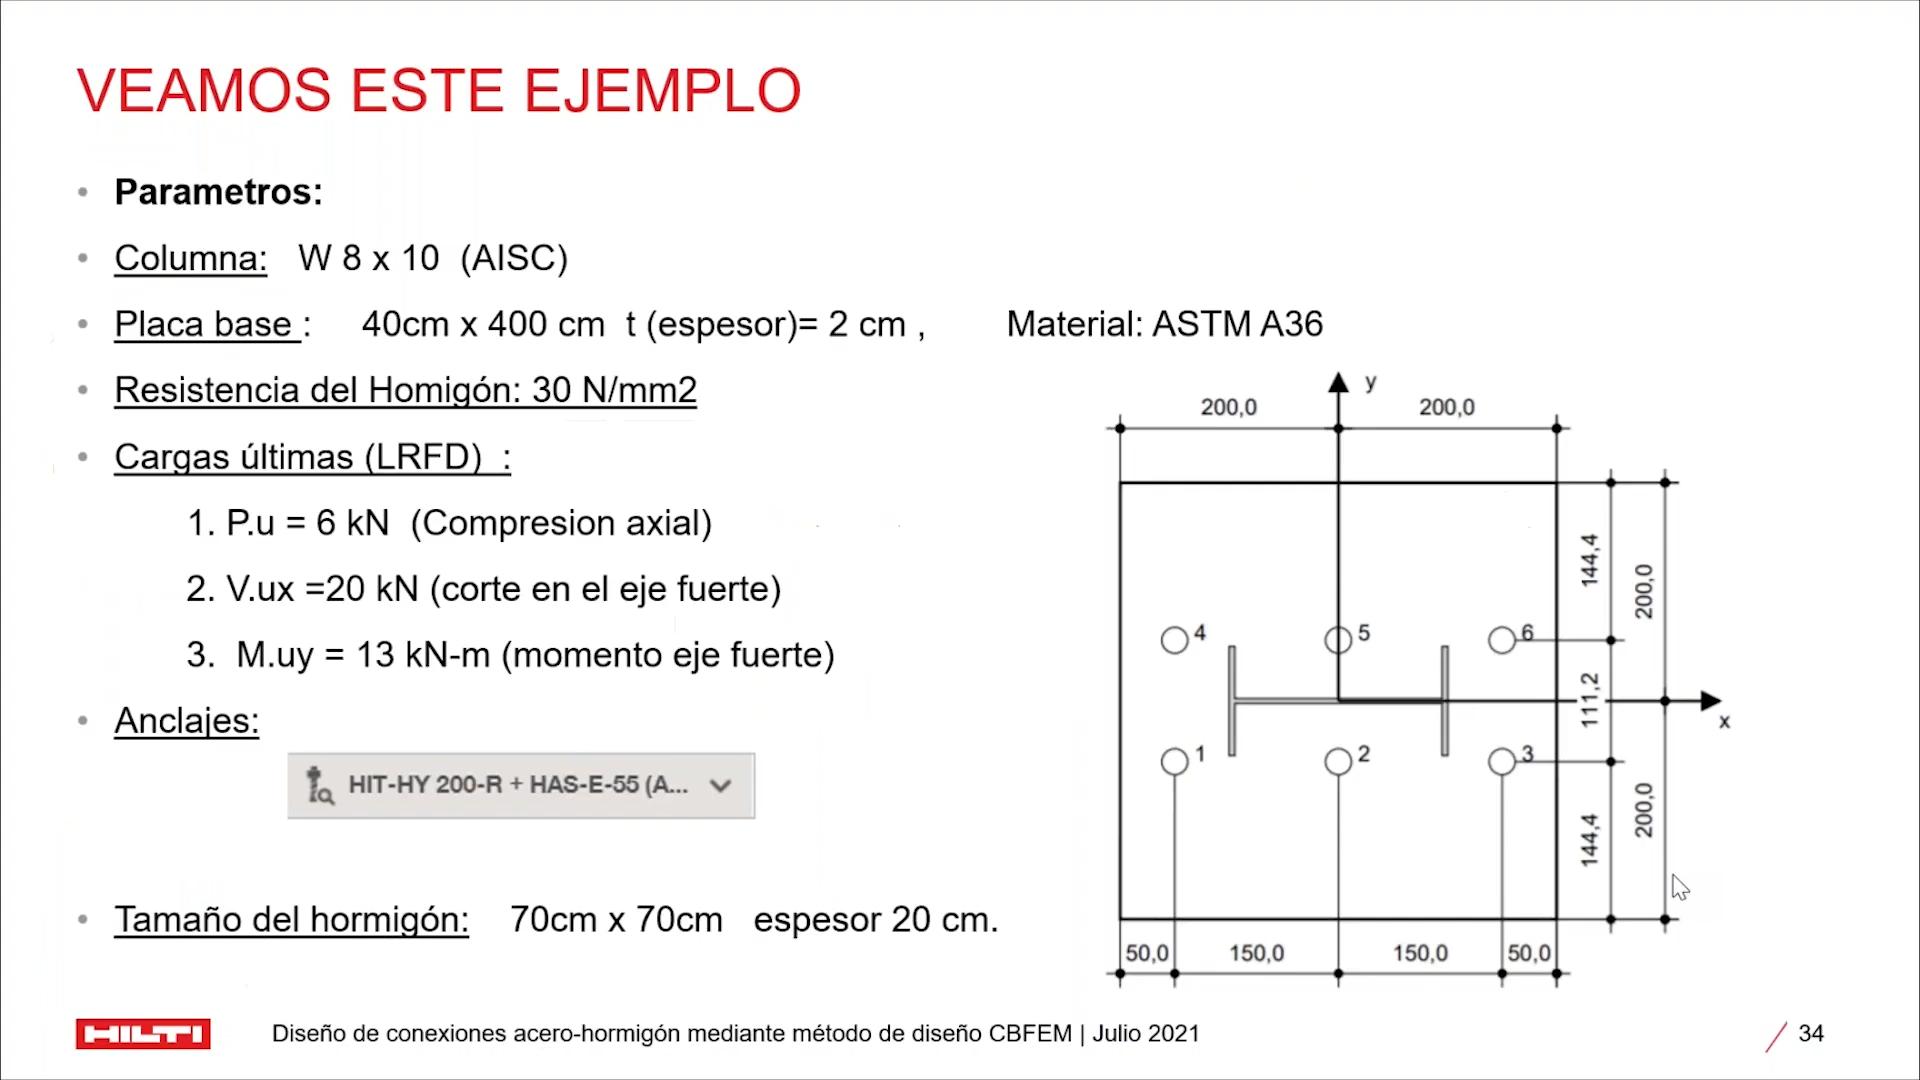 VEAMOS ESTE EJEMPLO
• Parametros:
• Columna: W 8 x 10 (AISC)
• Placa base : 40cm x 400 cm t (espesor)= 2 cm , Material: ASTM A36
• Resistencia del Homigón: 30 N/mm2
• Cargas últimas (LRFD) :
1. P.u = 6 kN (Compresion axial)
2. V.ux =20 kN (corte en el eje fuerte)
3. M.uy = 13 kN-m (momento eje fuerte)
• Anclajes:
HIT-HY 200-R + HAS-E-55 (A...
• Tamaño del hormigón: 70cm x 70cm espesor 20 cm.
y
200,0 200,0
144,4
200,0
4 5 6
111,2
x
1 2 3
144,4
200,0
50,0 150,0 150,0 50,0
HILTI
Diseño de conexiones acero-hormigón mediante método de diseño CBFEM | Julio 2021
34